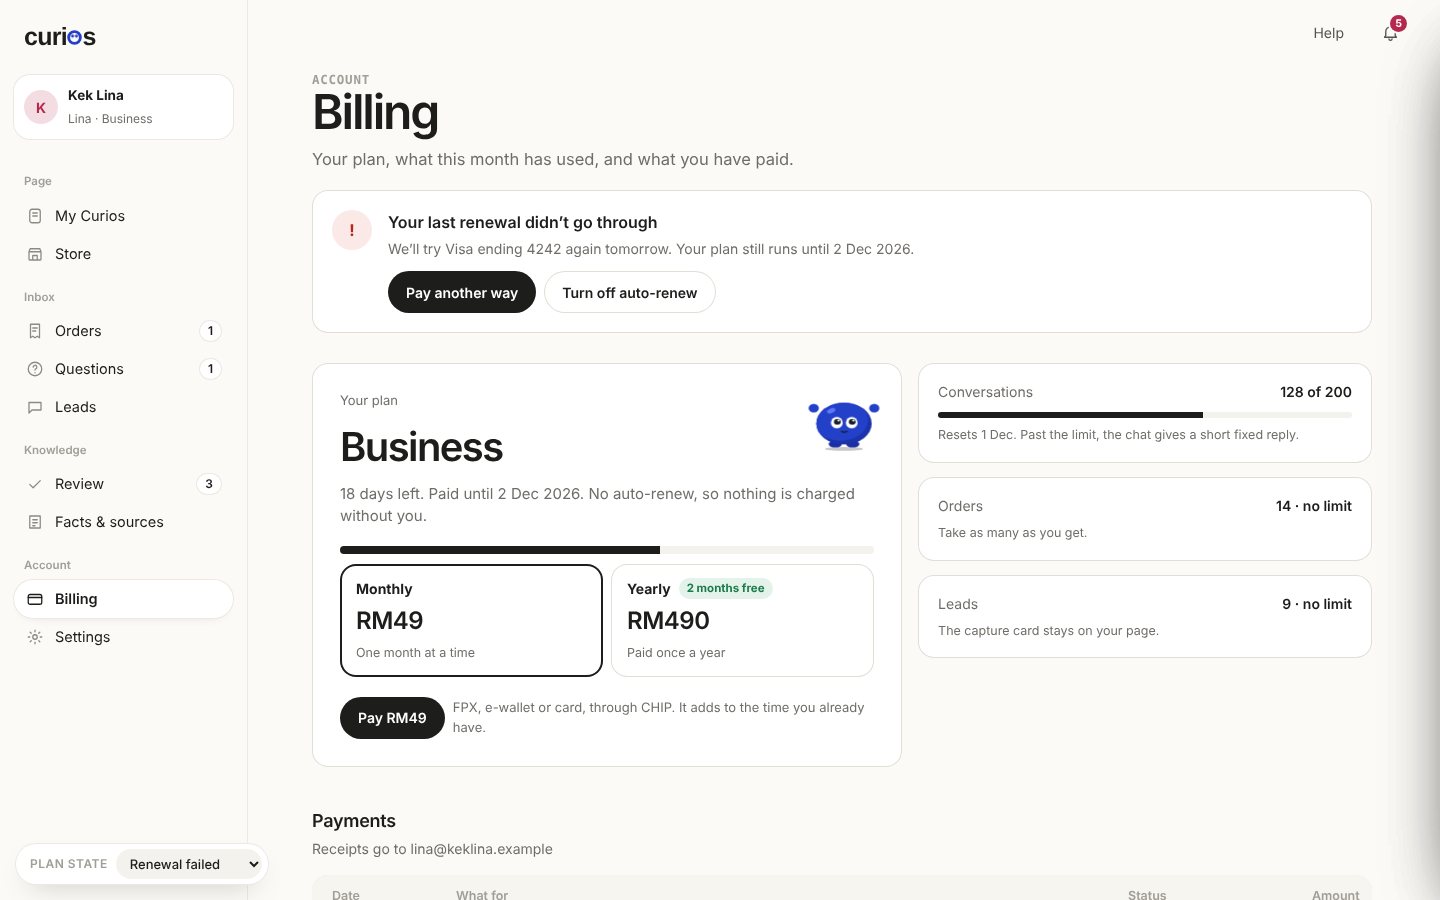 curios
K
Kek Lina
Lina · Business
Page
My Curios
Store
Inbox
Orders 1
Questions 1
Leads
Knowledge
Review 3
Facts & sources
Account
Billing
Settings
PLAN STATE Renewal failed
Help
5
ACCOUNT
Billing
Your plan, what this month has used, and what you have paid.
!
Your last renewal didn’t go through
We’ll try Visa ending 4242 again tomorrow. Your plan still runs until 2 Dec 2026.
Pay another way
Turn off auto-renew
Your plan
Business
18 days left. Paid until 2 Dec 2026. No auto-renew, so nothing is charged
without you.
Monthly
RM49
One month at a time
Yearly 2 months free
RM490
Paid once a year
Pay RM49
FPX, e-wallet or card, through CHIP. It adds to the time you already
have.
Conversations 128 of 200
Resets 1 Dec. Past the limit, the chat gives a short fixed reply.
Orders 14 · no limit
Take as many as you get.
Leads 9 · no limit
The capture card stays on your page.
Payments
Receipts go to lina@keklina.example
Date What for Status Amount